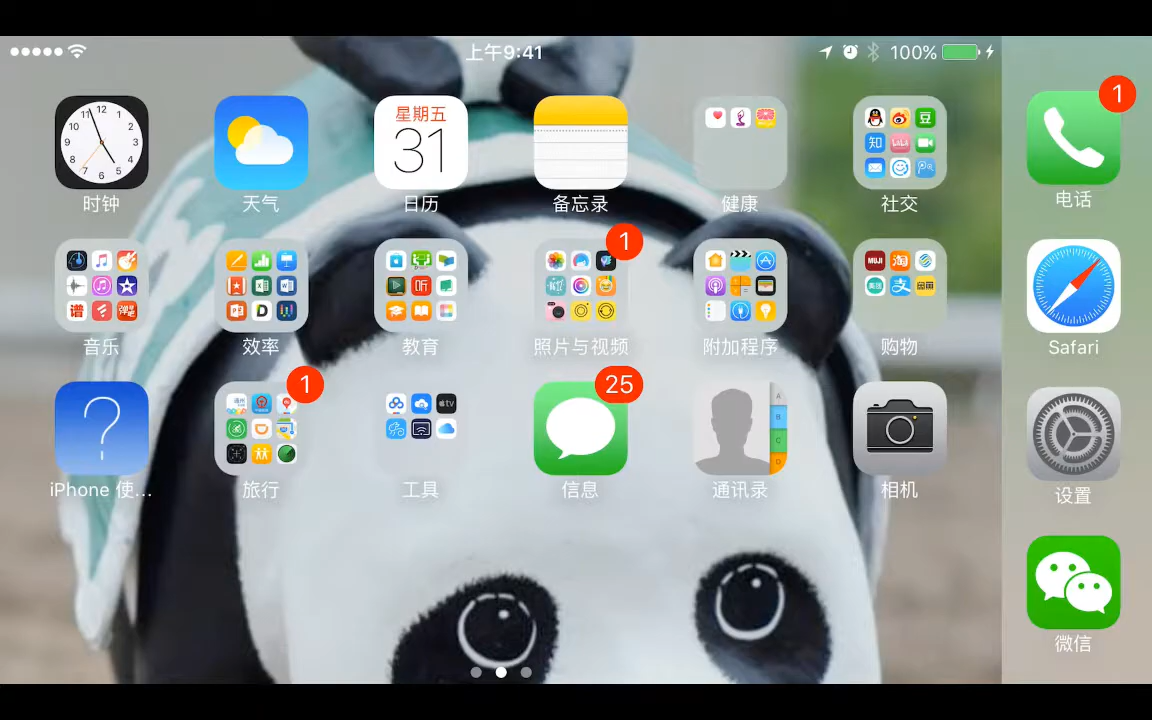 上午9:41
100%
星期五
31
时钟
天气
日历
备忘录
健康
社交
1
电话
音乐
效率
教育
1
照片与视频
附加程序
购物
Safari
iPhone 使...
1
旅行
工具
25
信息
通讯录
相机
设置
微信